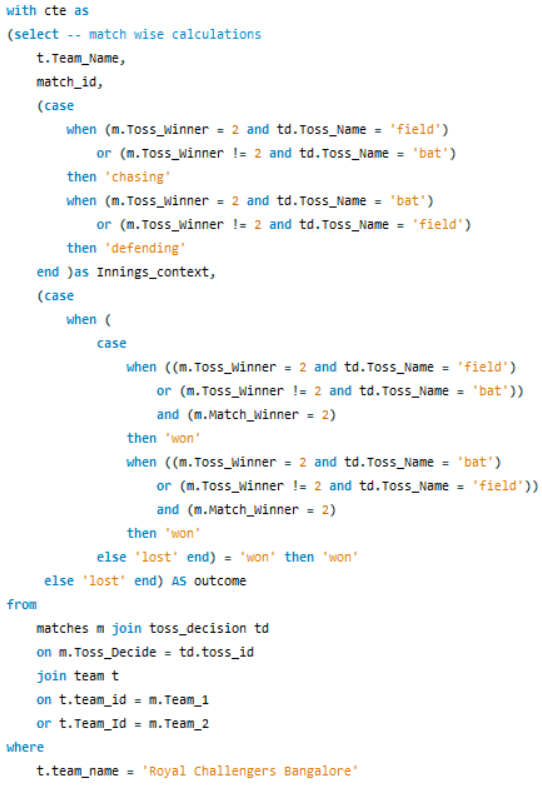 with cte as
(select -- match wise calculations
    t.Team_Name,
    match_id,
    (case
        when (m.Toss_Winner = 2 and td.Toss_Name = 'field')
            or (m.Toss_Winner != 2 and td.Toss_Name = 'bat')
        then 'chasing'
        when (m.Toss_Winner = 2 and td.Toss_Name = 'bat')
            or (m.Toss_Winner != 2 and td.Toss_Name = 'field')
        then 'defending'
    end )as Innings_context,
    (case
        when (
            case
                when ((m.Toss_Winner = 2 and td.Toss_Name = 'field')
                    or (m.Toss_Winner != 2 and td.Toss_Name = 'bat'))
                    and (m.Match_Winner = 2)
                then 'won'
                when ((m.Toss_Winner = 2 and td.Toss_Name = 'bat')
                    or (m.Toss_Winner != 2 and td.Toss_Name = 'field'))
                    and (m.Match_Winner = 2)
                then 'won'
            else 'lost' end) = 'won' then 'won'
     else 'lost' end) AS outcome
from
    matches m join toss_decision td
    on m.Toss_Decide = td.toss_id
    join team t
    on t.team_id = m.Team_1
    or t.Team_Id = m.Team_2
where
    t.team_name = 'Royal Challengers Bangalore'